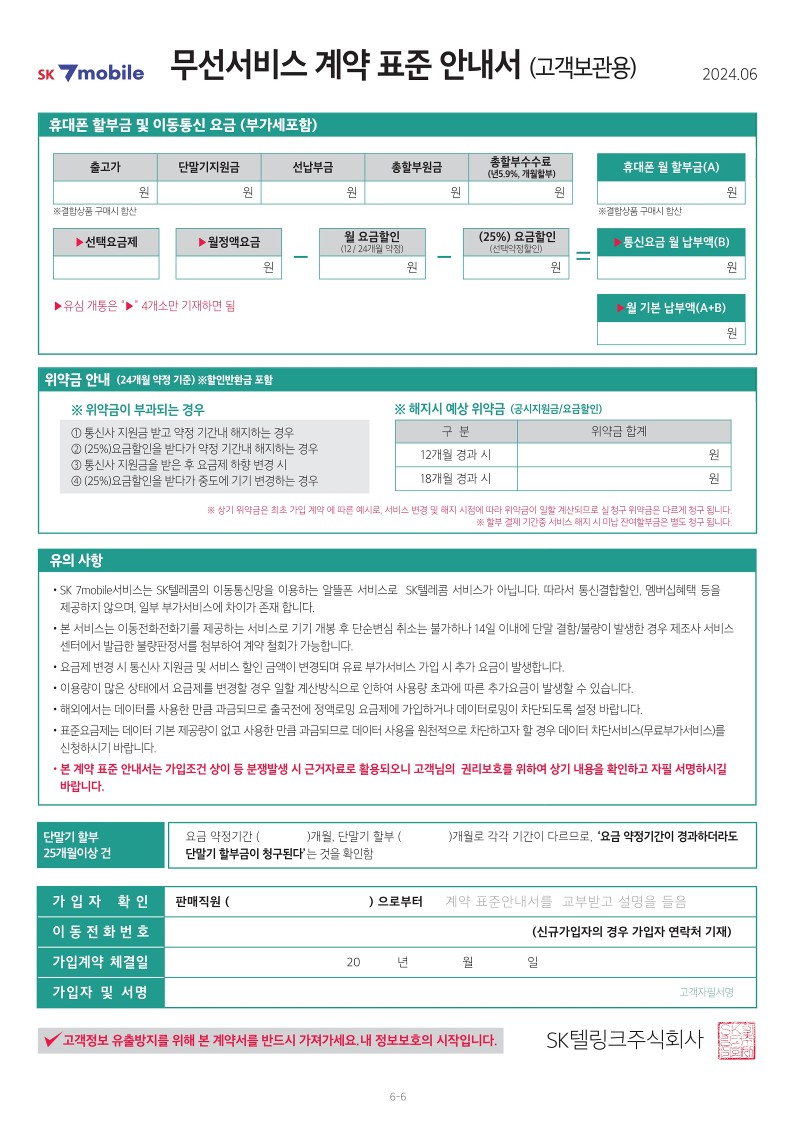 SK 7mobile 무선서비스 계약 표준 안내서 (고객보관용) 2024.06
휴대폰 할부금 및 이동통신 요금 (부가세포함)
출고가 단말기지원금 선납부금 총할부원금 총할부수수료 (년5.9%, 개월할부) 휴대폰 월 할부금(A)
원 원 원 원 원 원
※결합상품 구매시 합산 ※결합상품 구매시 합산
▶선택요금제 ▶월정액요금 월 요금할인 (12 / 24개월 약정) (25%) 요금할인 (선택약정할인) ▶통신요금 월 납부액(B)
원 − 원 − 원 = 원
▶유심 개통은 "▶" 4개소만 기재하면 됨 ▶월 기본 납부액(A+B)
원
위약금 안내 (24개월 약정 기준) ※할인반환금 포함
※ 위약금이 부과되는 경우
① 통신사 지원금 받고 약정 기간내 해지하는 경우
② (25%)요금할인을 받다가 약정 기간내 해지하는 경우
③ 통신사 지원금을 받은 후 요금제 하향 변경 시
④ (25%)요금할인을 받다가 중도에 기기 변경하는 경우
※ 해지시 예상 위약금 (공시지원금/요금할인)
구 분 위약금 합계
12개월 경과 시 원
18개월 경과 시 원
※ 상기 위약금은 최초 가입 계약 에 따른 예시로, 서비스 변경 및 해지 시점에 따라 위약금이 일할 계산되므로 실 청구 위약금은 다르게 청구 됩니다.
※ 할부 결제 기간중 서비스 해지 시 미납 잔여할부금은 별도 청구 됩니다.
유의 사항
• SK 7mobile서비스는 SK텔레콤의 이동통신망을 이용하는 알뜰폰 서비스로 SK텔레콤 서비스가 아닙니다. 따라서 통신결합할인, 멤버십혜택 등을
제공하지 않으며, 일부 부가서비스에 차이가 존재 합니다.
• 본 서비스는 이동전화전화기를 제공하는 서비스로 기기 개봉 후 단순변심 취소는 불가하나 14일 이내에 단말 결함/불량이 발생한 경우 제조사 서비스
센터에서 발급한 불량판정서를 첨부하여 계약 철회가 가능합니다.
• 요금제 변경 시 통신사 지원금 및 서비스 할인 금액이 변경되며 유료 부가서비스 가입 시 추가 요금이 발생합니다.
• 이용량이 많은 상태에서 요금제를 변경할 경우 일할 계산방식으로 인하여 사용량 초과에 따른 추가요금이 발생할 수 있습니다.
• 해외에서는 데이터를 사용한 만큼 과금되므로 출국전에 정액로밍 요금제에 가입하거나 데이터로밍이 차단되도록 설정 바랍니다.
• 표준요금제는 데이터 기본 제공량이 없고 사용한 만큼 과금되므로 데이터 사용을 원천적으로 차단하고자 할 경우 데이터 차단서비스(무료부가서비스)를
신청하시기 바랍니다.
• 본 계약 표준 안내서는 가입조건 상이 등 분쟁발생 시 근거자료로 활용되오니 고객님의 권리보호를 위하여 상기 내용을 확인하고 자필 서명하시길
바랍니다.
단말기 할부
25개월이상 건
요금 약정기간 ( )개월, 단말기 할부 ( )개월로 각각 기간이 다르므로, '요금 약정기간이 경과하더라도
단말기 할부금이 청구된다'는 것을 확인함
가 입 자 확 인 판매직원 ( ) 으로부터 계약 표준안내서를 교부받고 설명을 들음
이 동 전 화 번 호 (신규가입자의 경우 가입자 연락처 기재)
가입계약 체결일 20 년 월 일
가입자 및 서명 고객자필서명
고객정보 유출방지를 위해 본 계약서를 반드시 가져가세요. 내 정보보호의 시작입니다.
SK텔링크주식회사
6-6